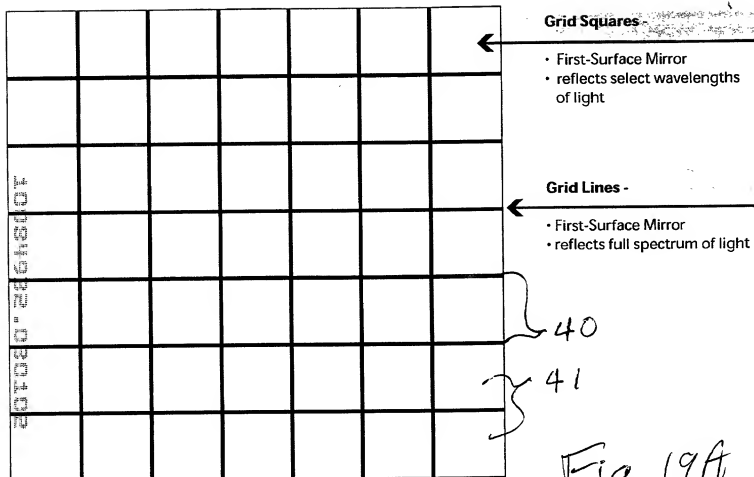 Grid Squares -
• First-Surface Mirror
• reflects select wavelengths
of light
Grid Lines -
• First-Surface Mirror
• reflects full spectrum of light
40
41
Fig. 19A